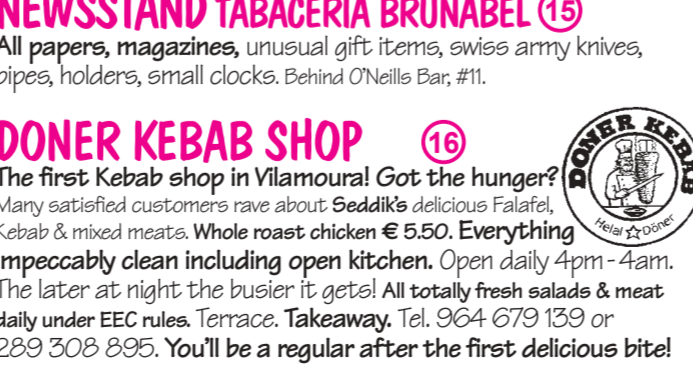 NEWSSTAND TABACERIA BRUNABEL 15
All papers, magazines, unusual gift items, swiss army knives,
pipes, holders, small clocks. Behind O'Neills Bar, #11.
DONER KEBAB SHOP 16
DONER KEBAB
Helal ☆ Döner
The first Kebab shop in Vilamoura! Got the hunger?
Many satisfied customers rave about Seddik's delicious Falafel,
Kebab & mixed meats. Whole roast chicken € 5.50. Everything
impeccably clean including open kitchen. Open daily 4pm - 4am.
The later at night the busier it gets! All totally fresh salads & meat
daily under EEC rules. Terrace. Takeaway. Tel. 964 679 139 or
289 308 895. You'll be a regular after the first delicious bite!